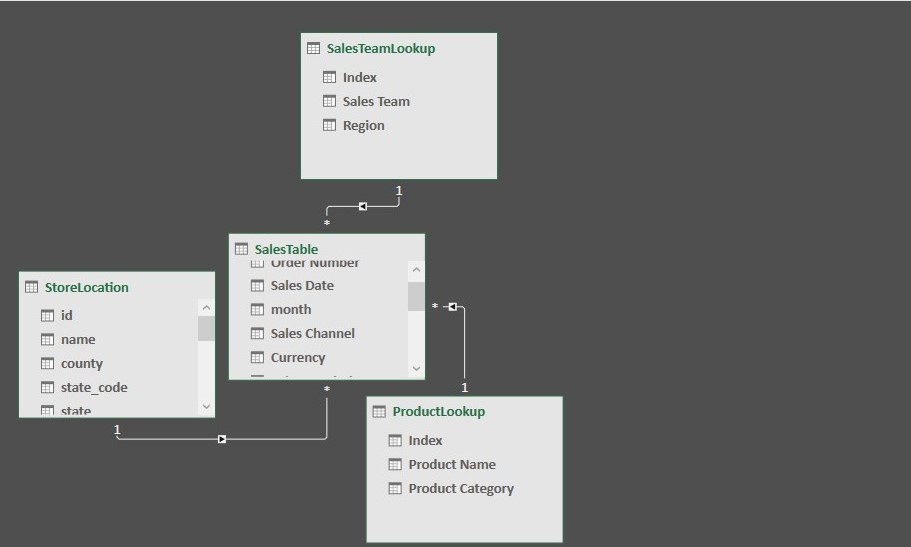 SalesTeamLookup
Index
Sales Team
Region
1
*
SalesTable
Order Number
Sales Date
month
Sales Channel
Currency
*
*
StoreLocation
id
name
county
state_code
state
1
1
ProductLookup
Index
Product Name
Product Category